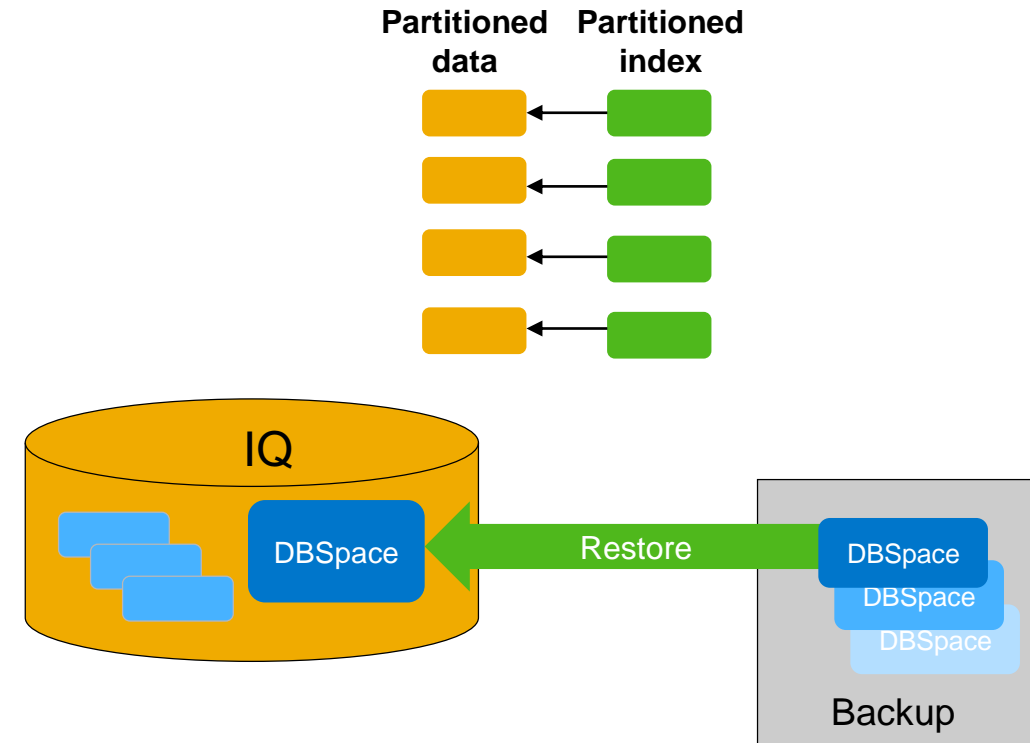 Partitioned
data
Partitioned
index
IQ
DBSpace
Restore
DBSpace
DBSpace
DBSpace
Backup